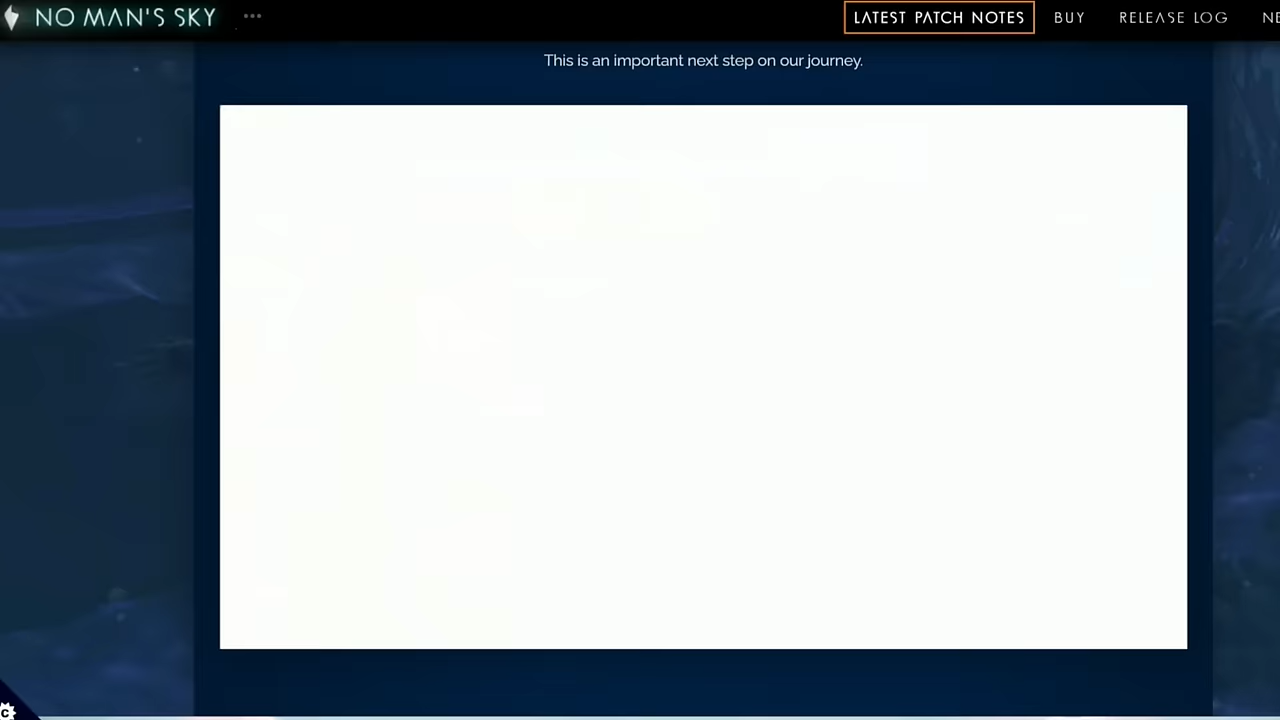 NO MAN'S SKY
LATEST PATCH NOTES
BUY
RELEASE LOG
This is an important next step on our journey.